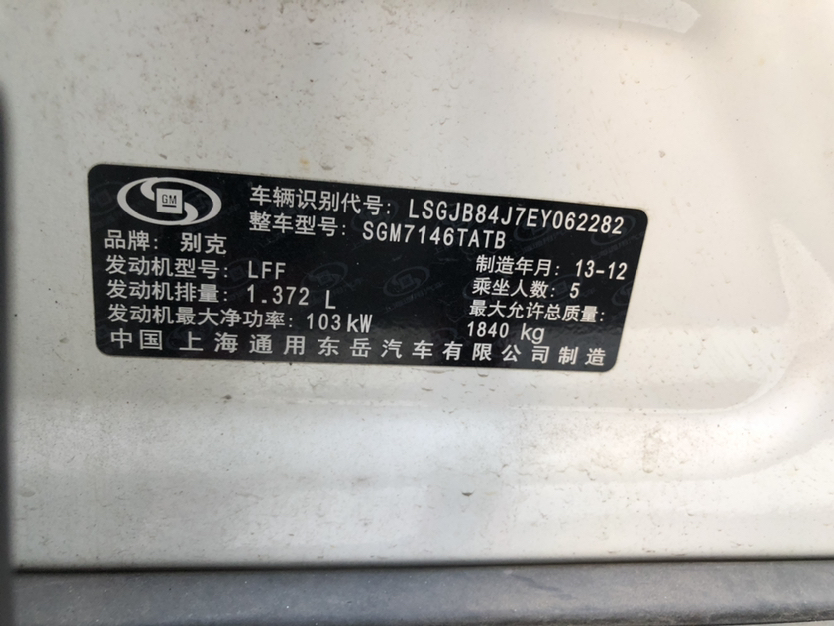 GM
车辆识别代号: LSGJB84J7EY062282
整车型号: SGM7146TATB
品牌: 别克
发动机型号: LFF
制造年月: 13-12
发动机排量: 1.372 L
乘坐人数: 5
发动机最大净功率: 103kW
最大允许总质量:
1840 kg
中国 上海通用东岳汽车有限公司制造